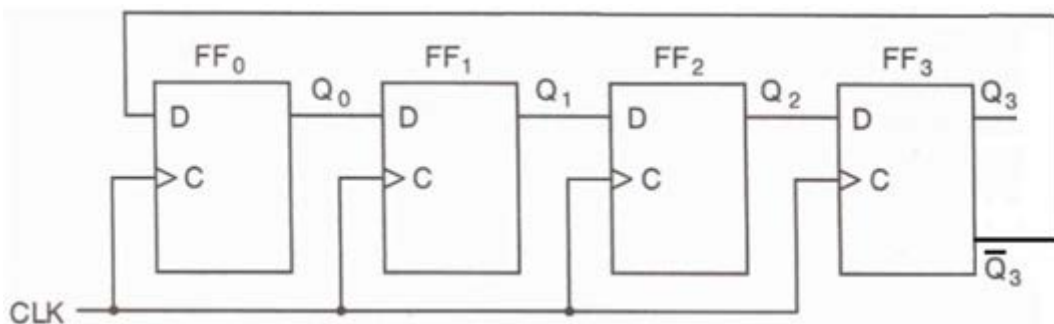 FF₀ FF₁ FF₂ FF₃
Q₀ Q₁ Q₂ Q₃
D D D D
C C C C
Q̅₃
CLK